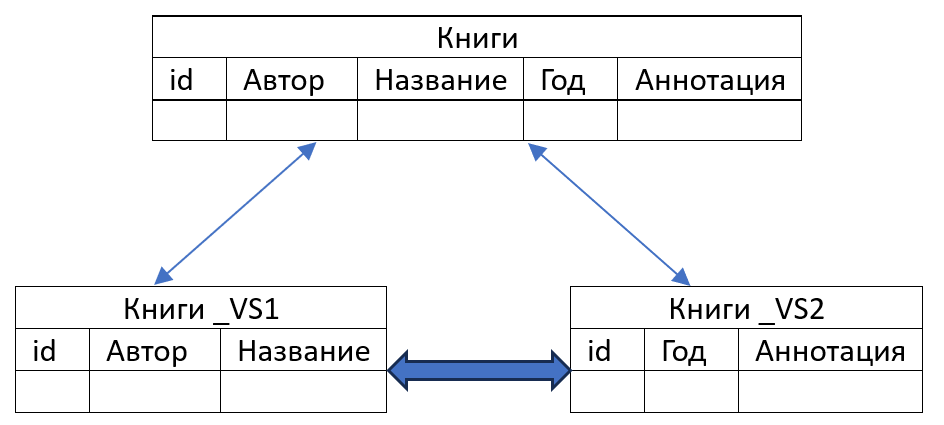 Книги
id Автор Название Год Аннотация
Книги _VS1
id Автор Название
Книги _VS2
id Год Аннотация